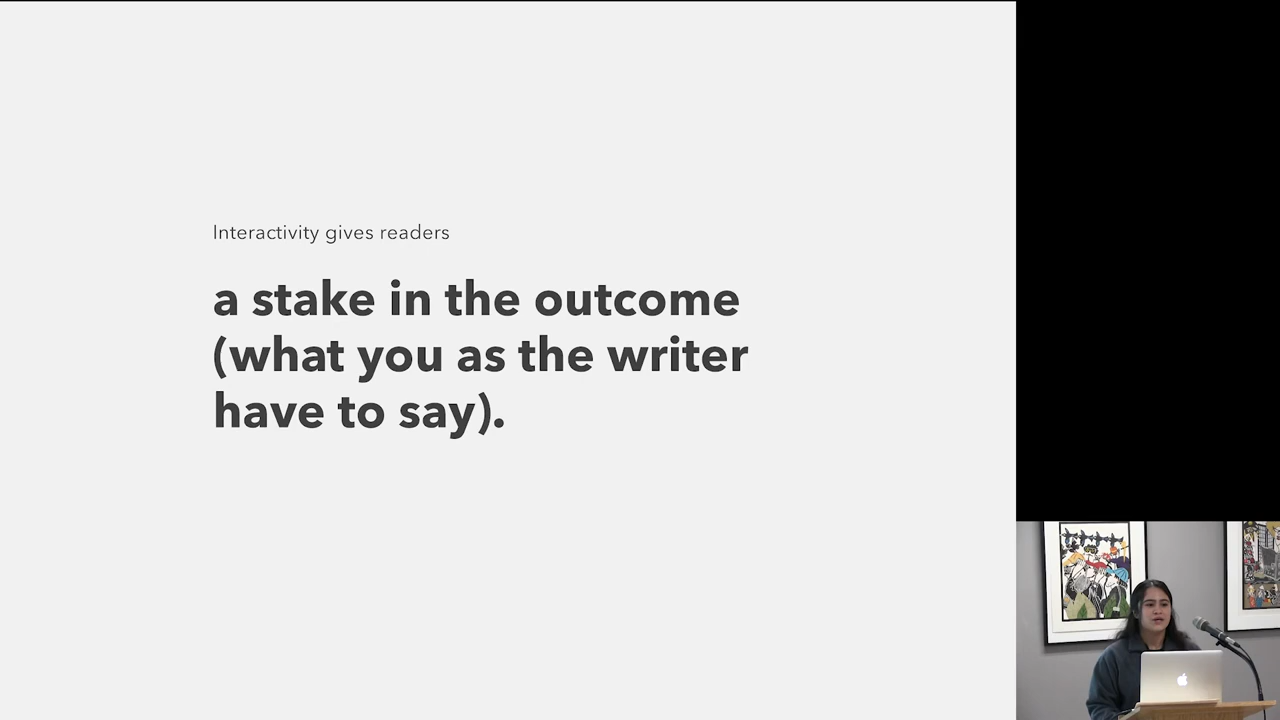 Interactivity gives readers
a stake in the outcome
(what you as the writer
have to say).